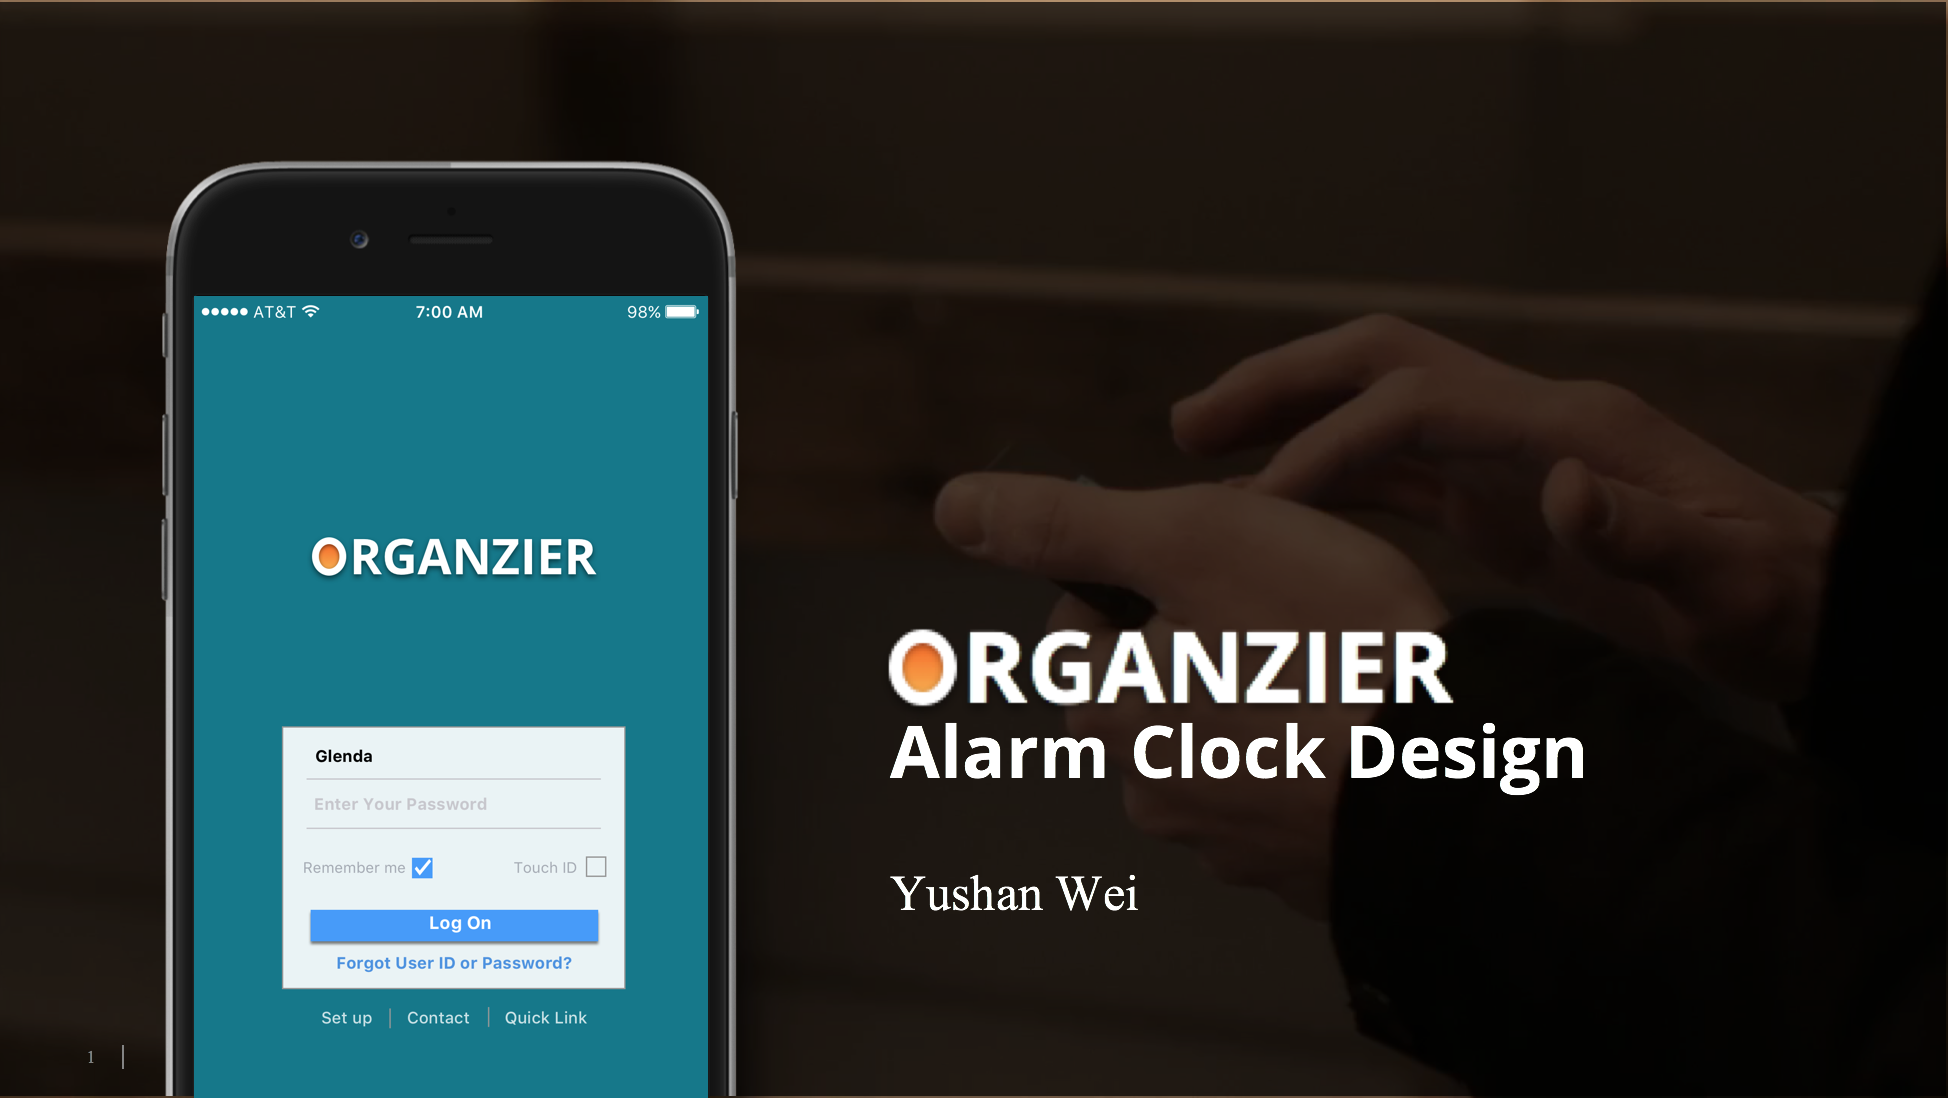 AT&T 7:00 AM 98%
ORGANZIER
Glenda
Enter Your Password
Remember me Touch ID
Log On
Forgot User ID or Password?
Set up | Contact | Quick Link
ORGANZIER
Alarm Clock Design
Yushan Wei
1